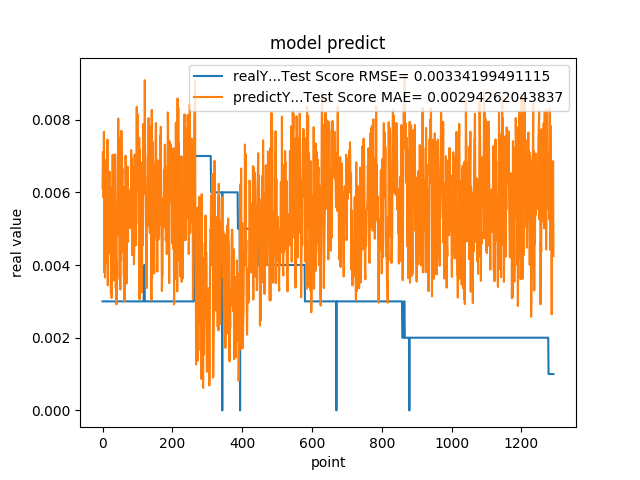 model predict
realY...Test Score RMSE= 0.00334199491115
predictY...Test Score MAE= 0.00294262043837
real value
0.008
0.006
0.004
0.002
0.000
0
200
400
600
800
1000
1200
point